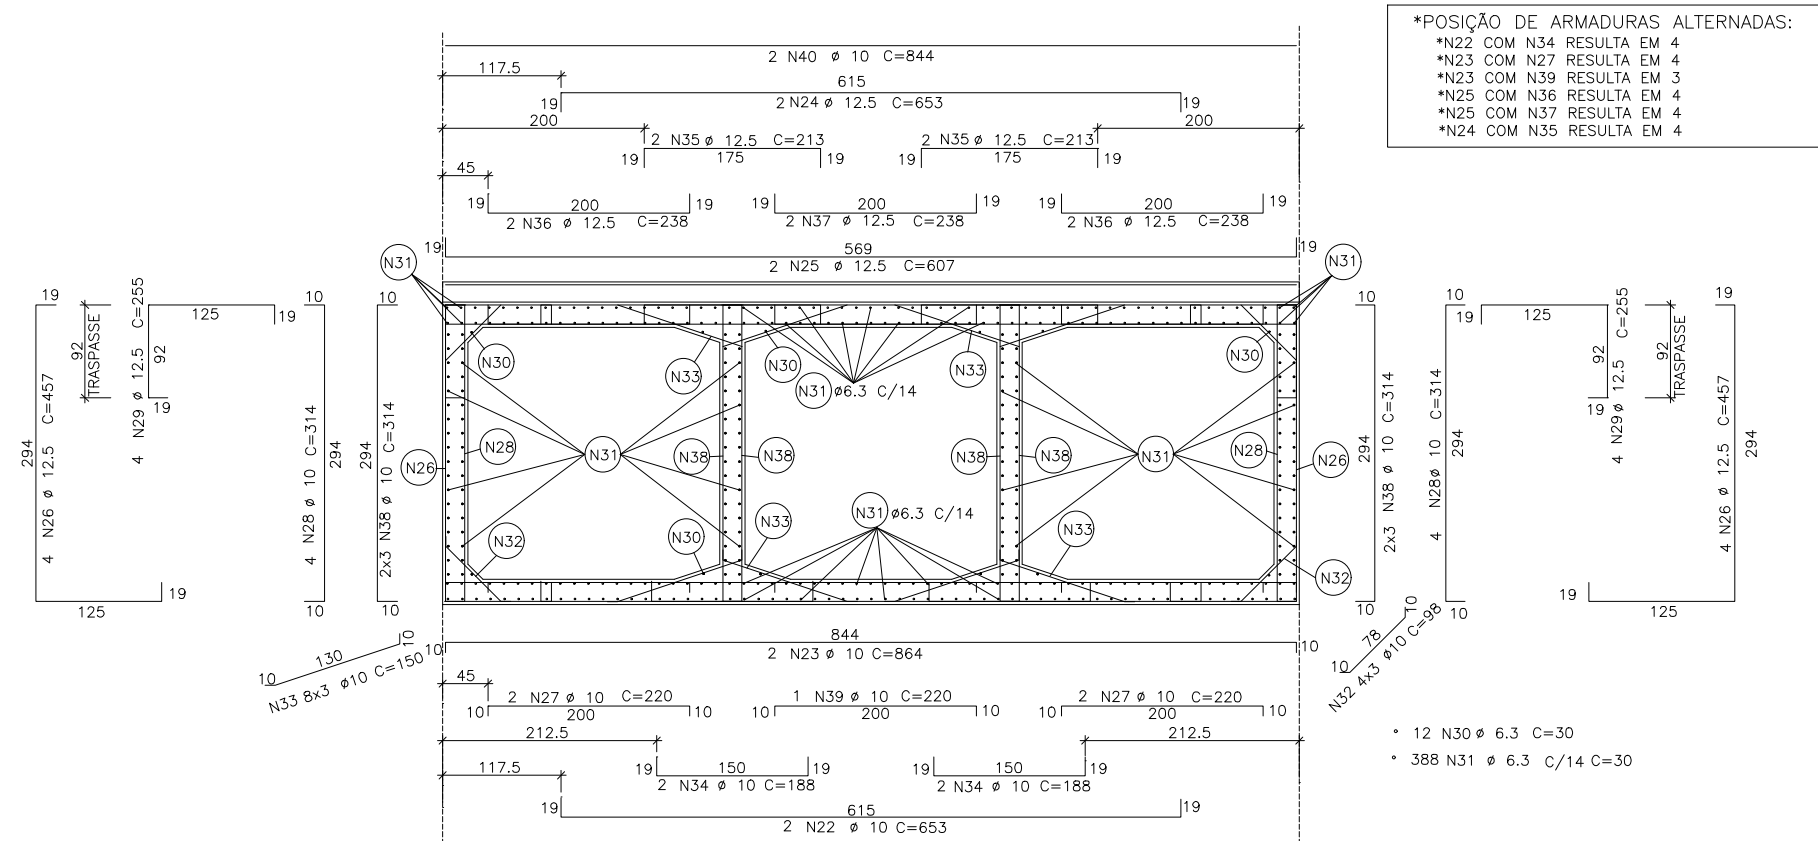 *POSIÇÃO DE ARMADURAS ALTERNADAS:
*N22 COM N34 RESULTA EM 4
*N23 COM N27 RESULTA EM 4
*N23 COM N39 RESULTA EM 3
*N25 COM N36 RESULTA EM 4
*N25 COM N37 RESULTA EM 4
*N24 COM N35 RESULTA EM 4
2 N40 ø 10 C=844
117.5
615
19
2 N24 ø 12.5 C=653
19
200
200
2 N35 ø 12.5 C=213
2 N35 ø 12.5 C=213
19
175
19
19
175
19
45
19
200
19
19
200
19
19
200
19
2 N36 ø 12.5 C=238
2 N37 ø 12.5 C=238
2 N36 ø 12.5 C=238
19
569
19
2 N25 ø 12.5 C=607
N31
N31
19
92
TRASPASSE
294
4 N26 ø 12.5 C=457
125
19
4 N29 ø 12.5 C=255
92
125
19
19
10
4 N28 ø 10 C=314
294
10
10
294
2x3 N38 ø 10 C=314
10
N30
N33
N30
N31 ø6.3 C/14
N33
N30
N26
N28
N31
N38
N38
N38
N38
N31
N28
N26
N32
N30
N33
N31 ø6.3 C/14
N33
N32
10
294
2x3 N38 ø 10 C=314
10
10
294
4 N28ø 10 C=314
10
19
125
92
19
4 N29 ø 12.5 C=255
92
TRASPASSE
19
4 N26 ø 12.5 C=457
294
19
125
10
130
10
N33 8x3 ø10 C=150
10
78
10
N32 4x3 ø10 C=98
10
844
10
2 N23 ø 10 C=864
45
2 N27 ø 10 C=220
1 N39 ø 10 C=220
2 N27 ø 10 C=220
10
200
10
10
200
10
10
200
10
212.5
212.5
117.5
19
150
19
19
150
19
2 N34 ø 10 C=188
2 N34 ø 10 C=188
19
615
19
2 N22 ø 10 C=653
12 N30 ø 6.3 C=30
388 N31 ø 6.3 C/14 C=30